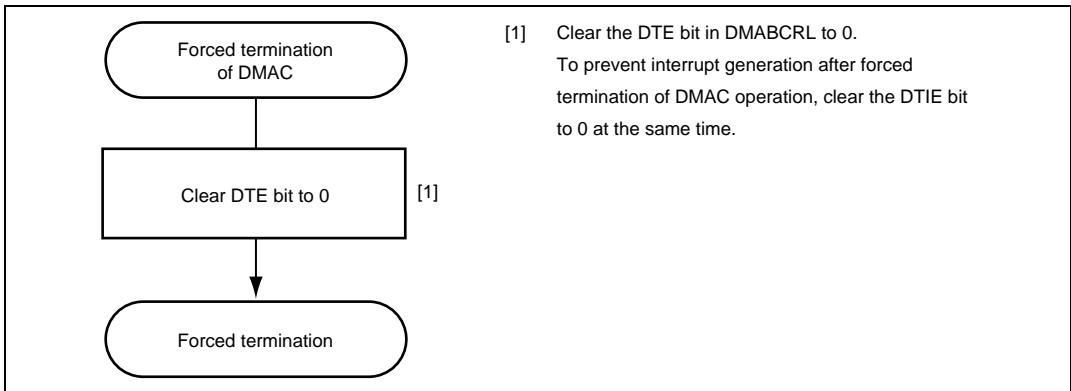 Forced termination
of DMAC
Clear DTE bit to 0
[1]
Forced termination
[1] Clear the DTE bit in DMABCRL to 0.
To prevent interrupt generation after forced
termination of DMAC operation, clear the DTIE bit
to 0 at the same time.